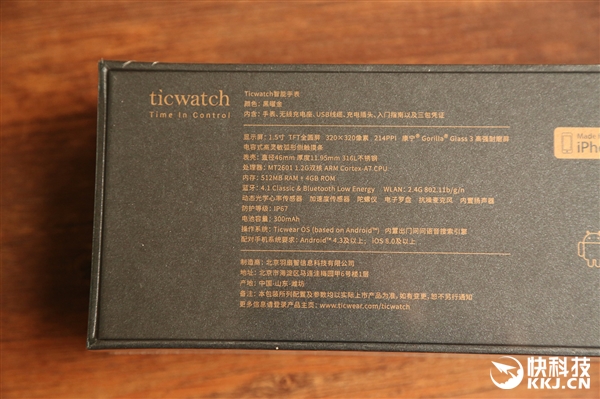 ticwatch
Time In Control
Ticwatch智能手表
颜色: 黑曜金
内含: 手表、无线充电座、USB线缆、充电插头、入门指南以及三包凭证
显示屏: 1.5寸 TFT全圆屏 320×320像素 214PPI 康宁® Gorilla® Glass 3 高强耐磨屏
电容式高灵敏弧形侧触摸条
表壳: 直径46mm 厚度11.95mm 316L不锈钢
处理器: MT2601 1.2G双核 ARM Cortex-A7 CPU
内存: 512MB RAM + 4GB ROM
蓝牙: 4.1 Classic & Bluetooth Low Energy WLAN: 2.4G 802.11b/g/n
动态光学心率传感器 加速度传感器 陀螺仪 电子罗盘 抗噪麦克风 内置扬声器
防护等级: IP67
电池容量: 300mAh
操作系统: Ticwear OS (based on Android™) 内置出门问问语音搜索引擎
配对手机系统要求: Android™ 4.3及以上; iOS 8.0及以上
制造商: 北京羽扇智信息科技有限公司
地址: 北京市海淀区马连洼梅园甲6号楼1层
产地: 中国·山东·潍坊
备注: 本包装所列配置及参数均以实际上市产品为准, 如有变更, 恕不另行通知
更多信息请登录产品主页: www.ticwear.com/ticwatch
Made
iPho
快科技
KKJ.CN